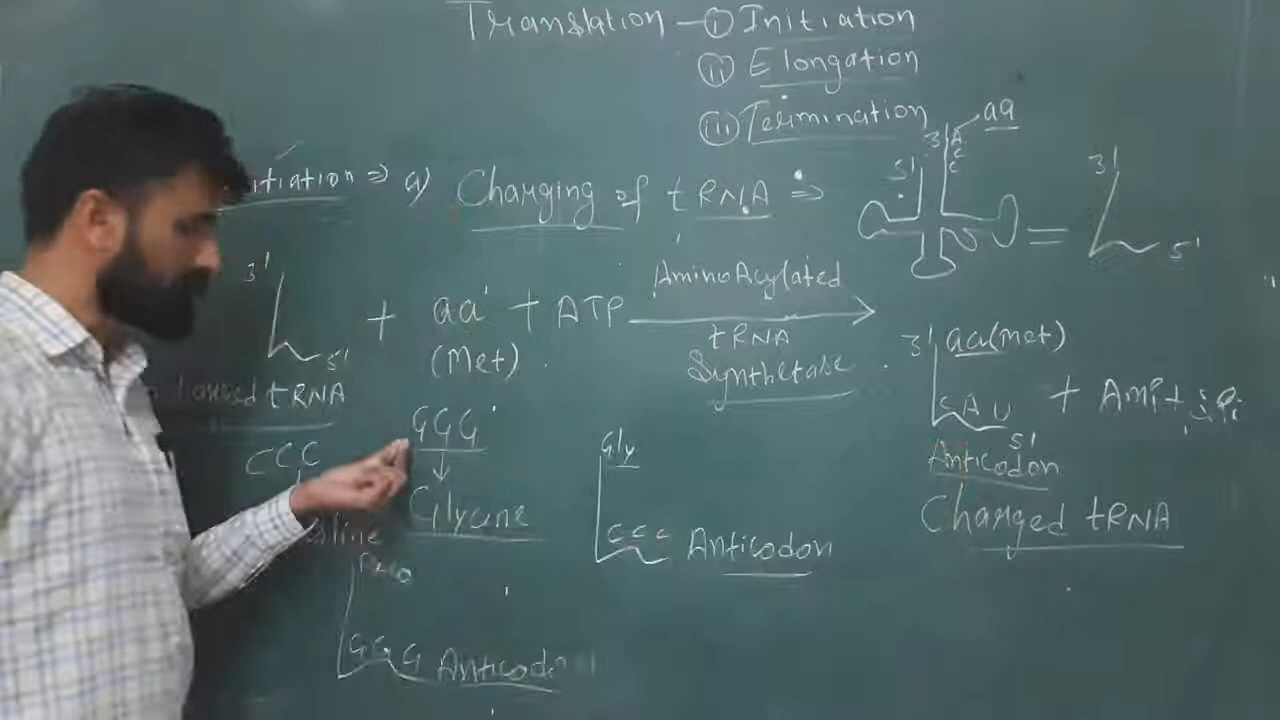 Translation — (i) Initiation
(ii) Elongation
(iii) Termination
itiation ⇒ a) Charging of tRNA ⇒
3' A aa
C
C
5'
=
3'
5'
3'
5'
+ aa + ATP
(Met)
AminoAcylated
tRNA
Synthetase
3' aa(Met)
CAU
5'
+ AMP +
Anticodon
Charged tRNA
tRNA
CCC
GGG
↓
Glycine
Gly
CCC Anticodon
line
Pro
GGG Anticodon